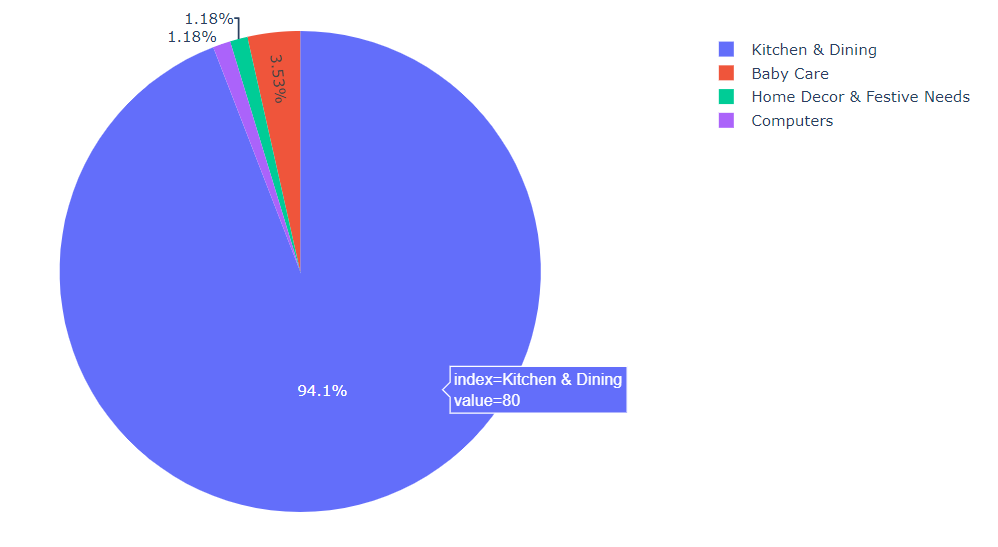 1.18%
1.18%
3.53%
94.1%
index=Kitchen & Dining
value=80
Kitchen & Dining
Baby Care
Home Decor & Festive Needs
Computers